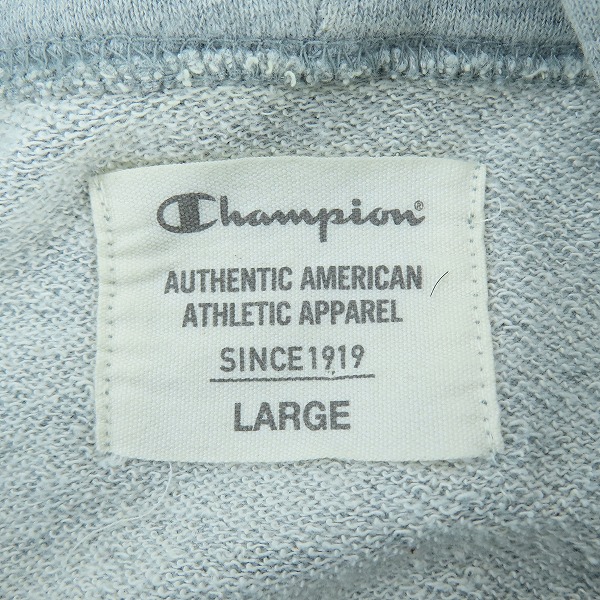 Champion®
AUTHENTIC AMERICAN
ATHLETIC APPAREL
SINCE 1919
LARGE